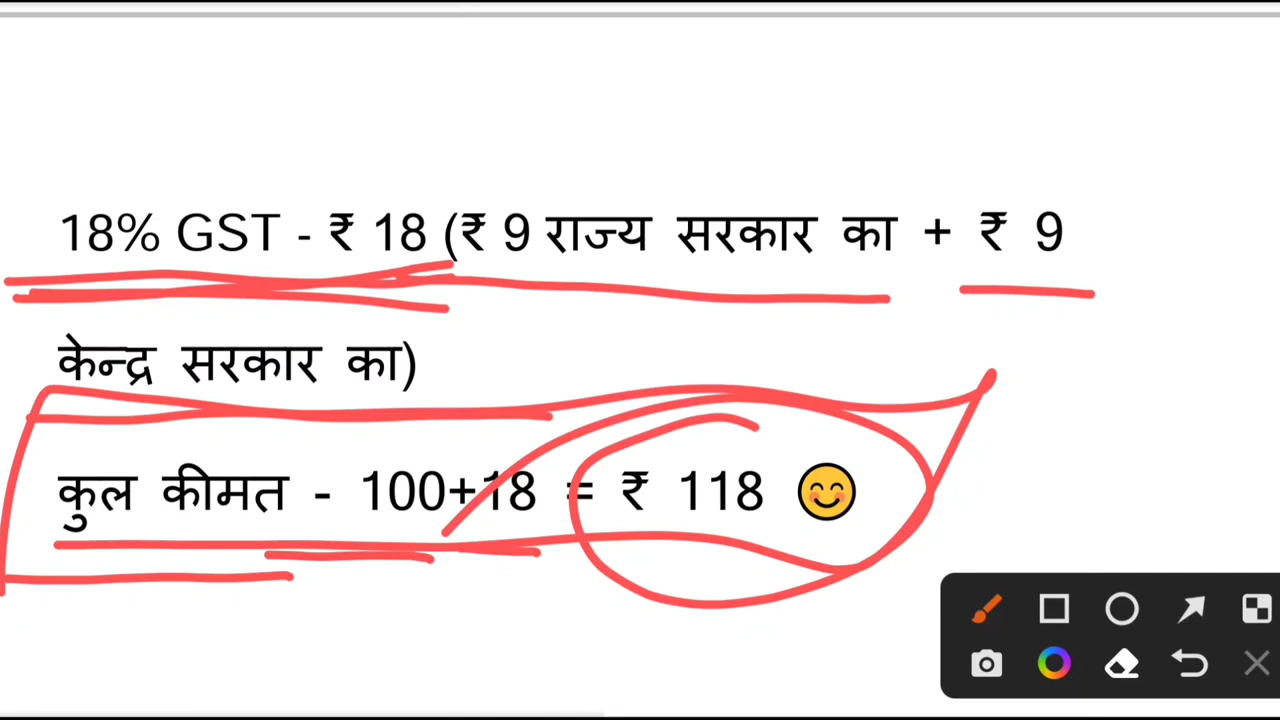 18% GST - ₹ 18 (₹ 9 राज्य सरकार का + ₹ 9
केन्द्र सरकार का)
कुल कीमत - 100+18 = ₹ 118 😊